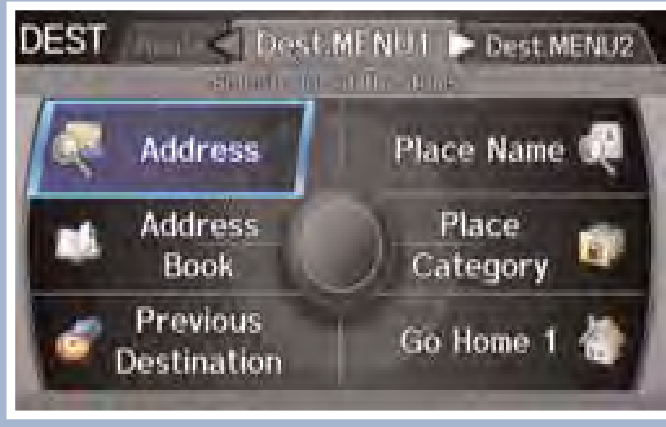 DEST Dest.MENU1 Dest.MENU2
Address
Place Name
Address
Book
Place
Category
Previous
Destination
Go Home 1